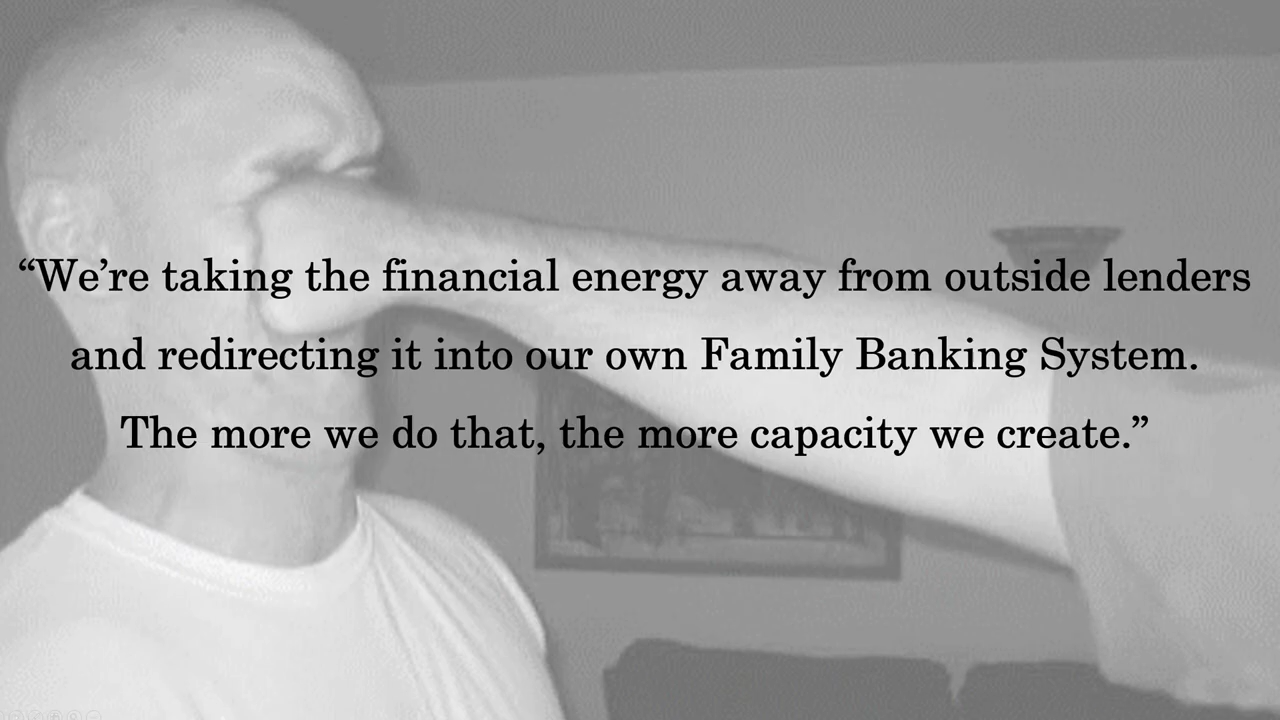 “We’re taking the financial energy away from outside lenders
and redirecting it into our own Family Banking System.
The more we do that, the more capacity we create.”